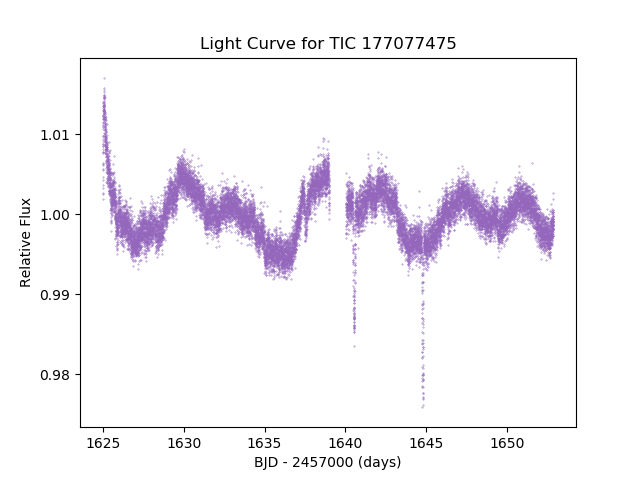 Light Curve for TIC 177077475
Relative Flux
1.01
1.00
0.99
0.98
1625 1630 1635 1640 1645 1650
BJD - 2457000 (days)